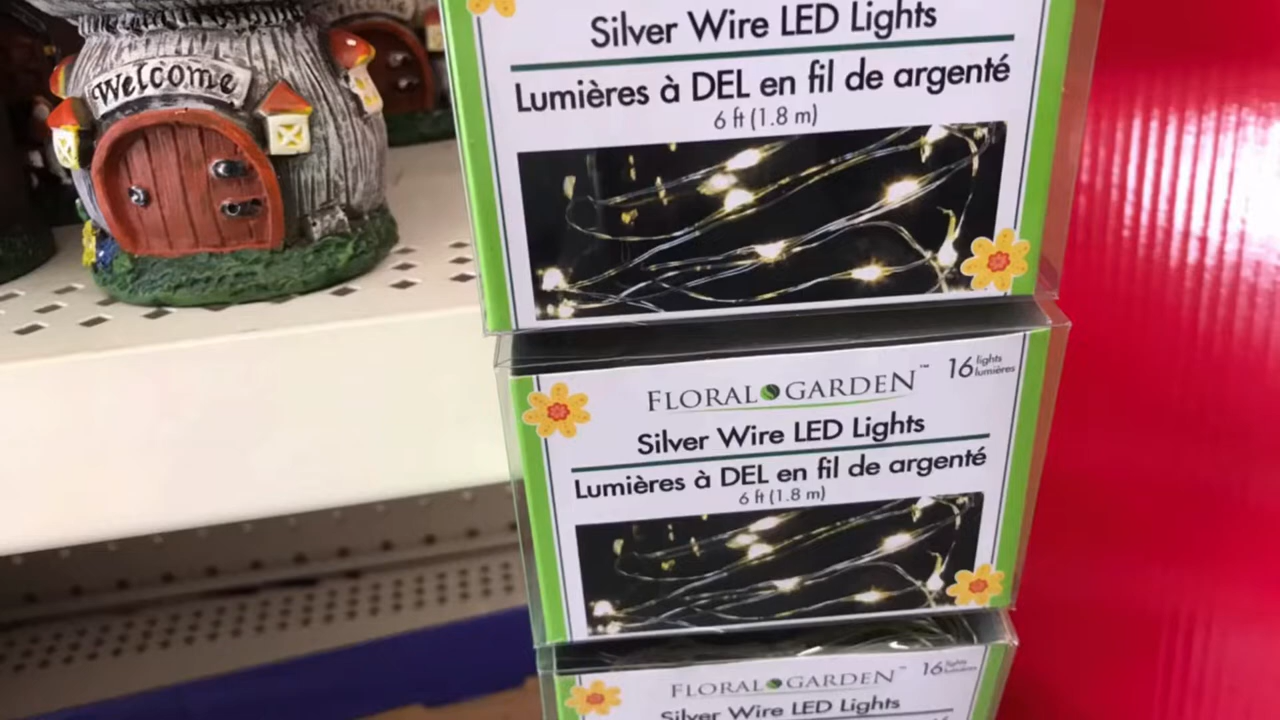 Welcome
Silver Wire LED Lights
Lumières à DEL en fil de argenté
6 ft (1.8 m)
FLORAL GARDEN™ 16 lights
lumières
Silver Wire LED Lights
Lumières à DEL en fil de argenté
6 ft (1.8 m)
FLORAL GARDEN™ 16 lights
lumières
Silver Wire LED Lights